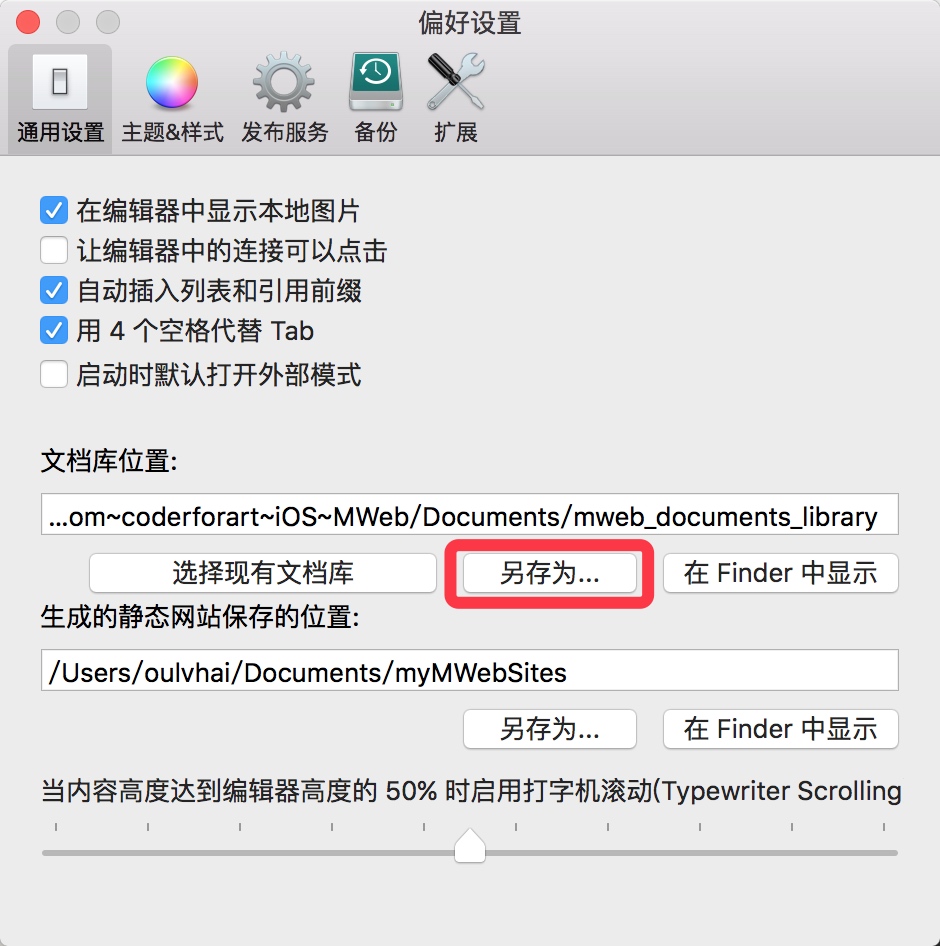 偏好设置
通用设置 主题&样式 发布服务 备份 扩展
在编辑器中显示本地图片
让编辑器中的连接可以点击
自动插入列表和引用前缀
用 4 个空格代替 Tab
启动时默认打开外部模式
文档库位置:
...om~coderforart~iOS~MWeb/Documents/mweb_documents_library
选择现有文档库 另存为... 在 Finder 中显示
生成的静态网站保存的位置:
/Users/oulvhai/Documents/myMWebSites
另存为... 在 Finder 中显示
当内容高度达到编辑器高度的 50% 时启用打字机滚动(Typewriter Scrolling